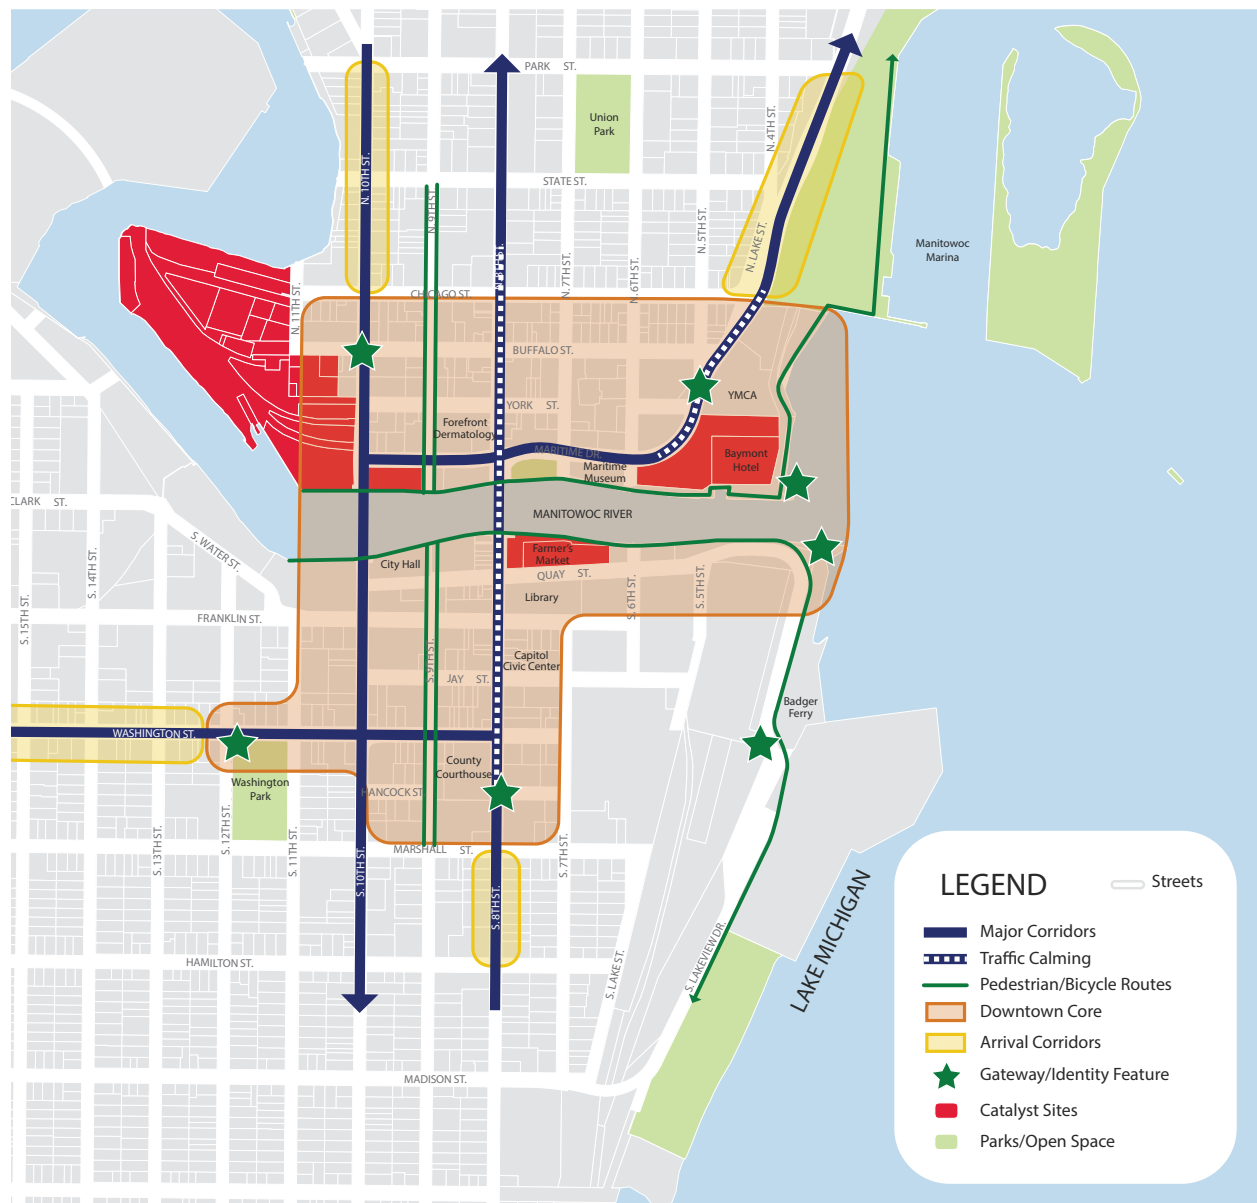 PARK ST.
Union
Park
N. 4TH ST.
N. 10TH ST.
STATE ST.
N. 9TH ST.
N. 5TH ST.
N. LAKE ST.
Manitowoc
Marina
N. 8TH ST.
N. 7TH ST.
N. 6TH ST.
N. 11TH ST.
CHICAGO ST.
BUFFALO ST.
YMCA
YORK ST.
Forefront
Dermatology
MARITIME DR.
Maritime
Museum
Baymont
Hotel
CLARK ST.
MANITOWOC RIVER
S. WATER ST.
City Hall
Farmer's
Market
QUAY ST.
Library
S. 14TH ST.
S. 15TH ST.
S. 6TH ST.
S. 5TH ST.
FRANKLIN ST.
S. 9TH ST.
Capitol
Civic Center
JAY ST.
Badger
Ferry
WASHINGTON ST.
County
Courthouse
Washington
Park
HANCOCK ST.
S. 13TH ST.
S. 12TH ST.
S. 11TH ST.
S. 10TH ST.
MARSHALL ST.
S. 7TH ST.
S. 8TH ST.
HAMILTON ST.
S. LAKE ST.
S. LAKEVIEW DR.
LAKE MICHIGAN
MADISON ST.
LEGEND
Streets
Major Corridors
Traffic Calming
Pedestrian/Bicycle Routes
Downtown Core
Arrival Corridors
Gateway/Identity Feature
Catalyst Sites
Parks/Open Space